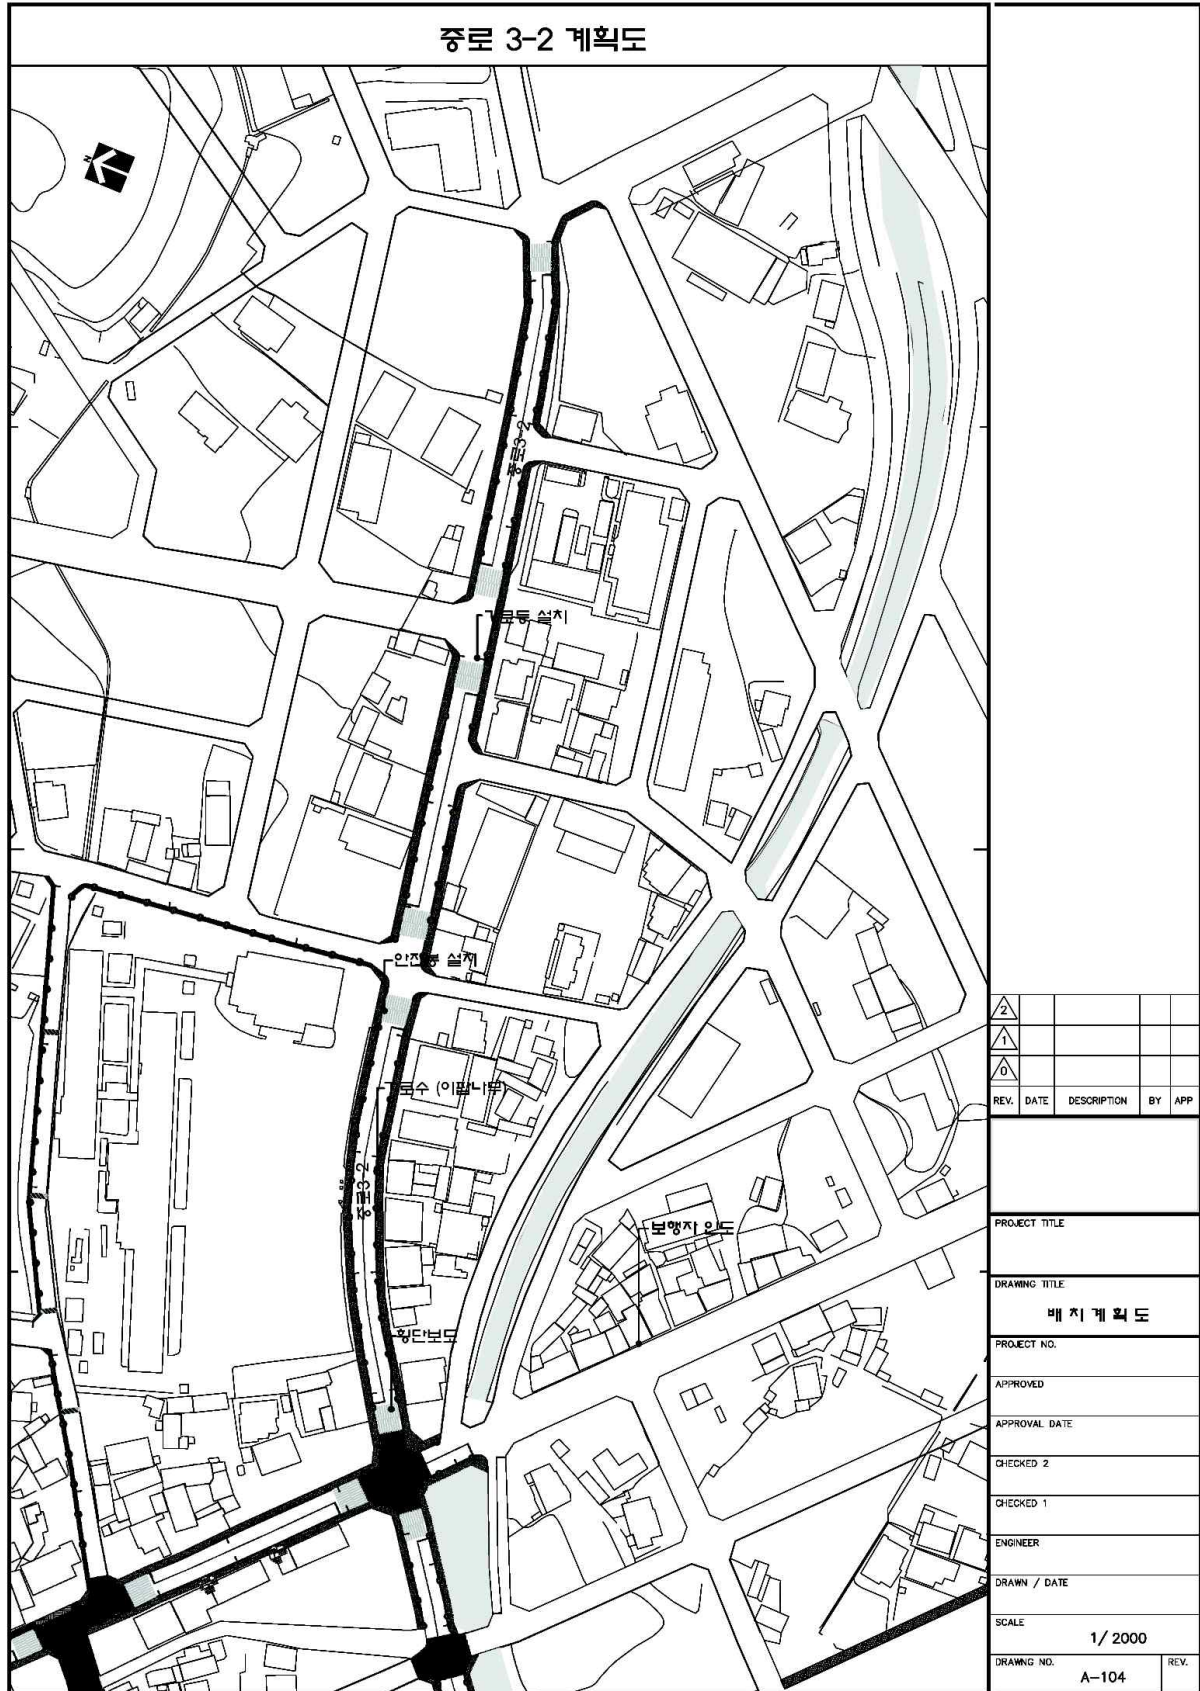 중로 3-2 계획도
N
중로3-2
가로등 설치
안전봉 설치
가로수 (이팝나무)
중로3-2
보행자 인도
횡단보도
2
1
0
REV. DATE DESCRIPTION BY APP
PROJECT TITLE
DRAWING TITLE
배 치 계 획 도
PROJECT NO.
APPROVED
APPROVAL DATE
CHECKED 2
CHECKED 1
ENGINEER
DRAWN / DATE
SCALE
1/ 2000
DRAWNG NO.
A-104
REV.